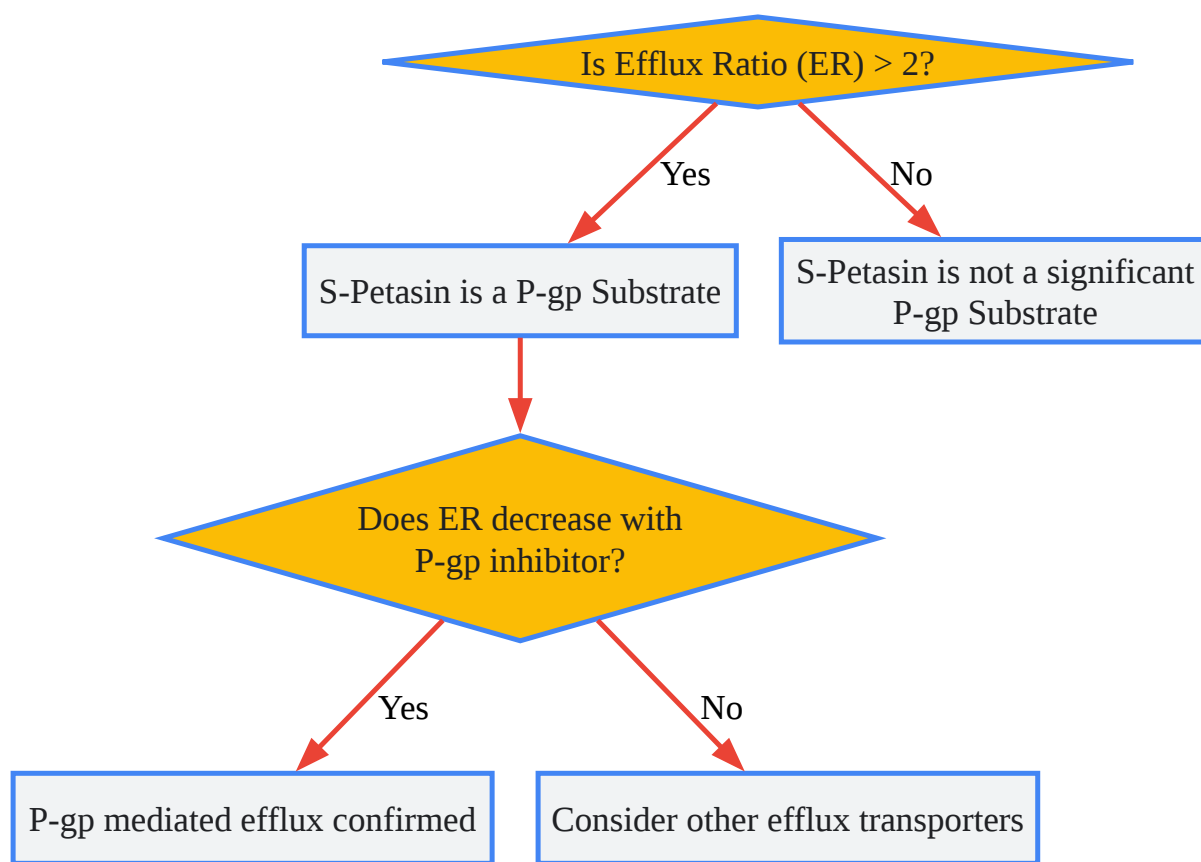 Is Efflux Ratio (ER) > 2?
Yes
No
S-Petasin is a P-gp Substrate
S-Petasin is not a significant
P-gp Substrate
Does ER decrease with
P-gp inhibitor?
Yes
No
P-gp mediated efflux confirmed
Consider other efflux transporters